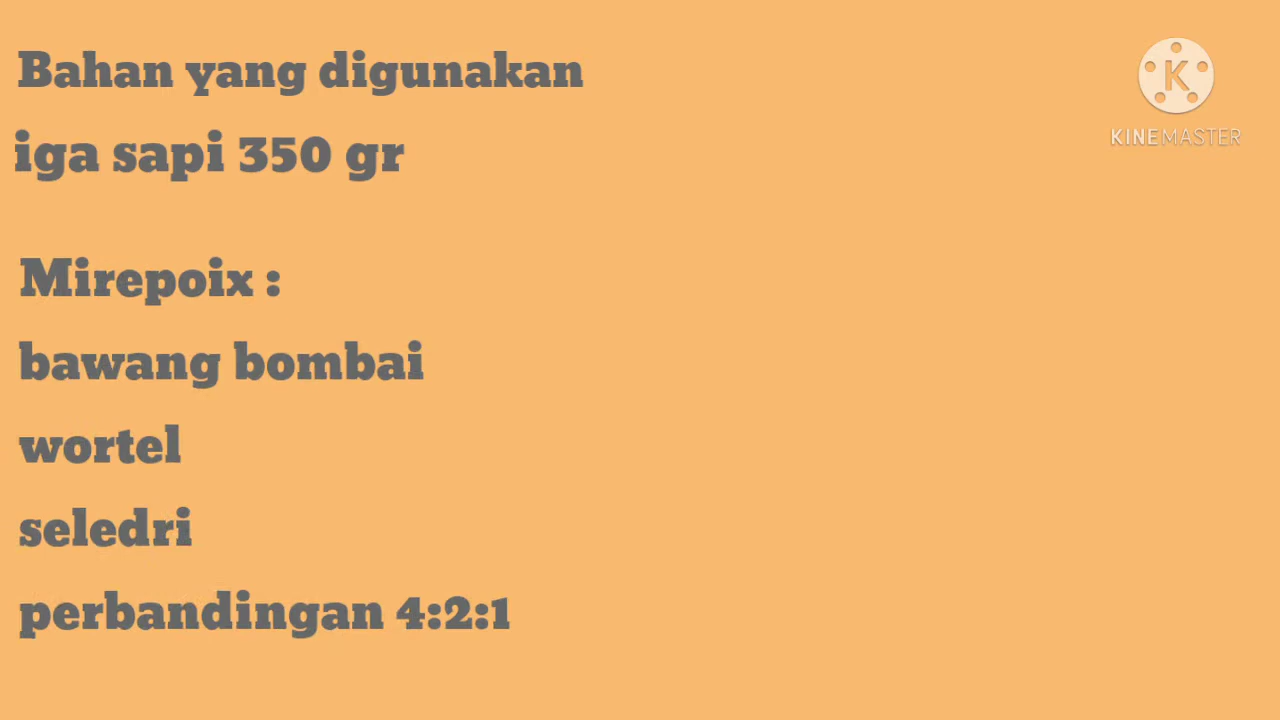 Bahan yang digunakan
iga sapi 350 gr
Mirepoix :
bawang bombai
wortel
seledri
perbandingan 4:2:1
K
KINEMASTER